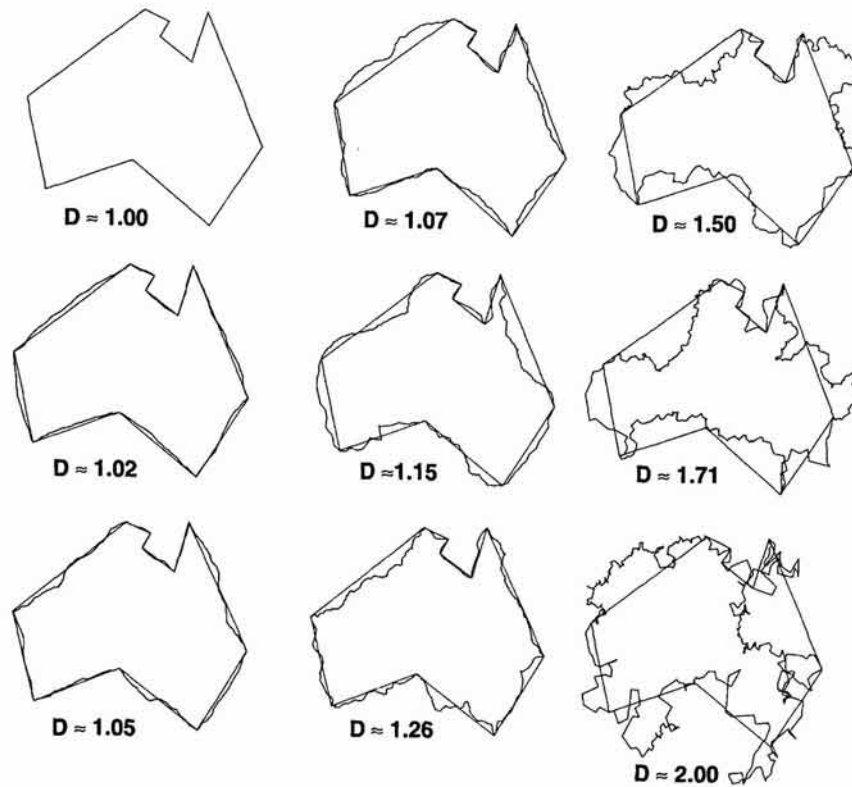 D ≈ 1.00
D ≈ 1.07
D ≈ 1.50
D ≈ 1.02
D ≈1.15
D ≈ 1.71
D ≈ 1.05
D ≈ 1.26
D ≈ 2.00